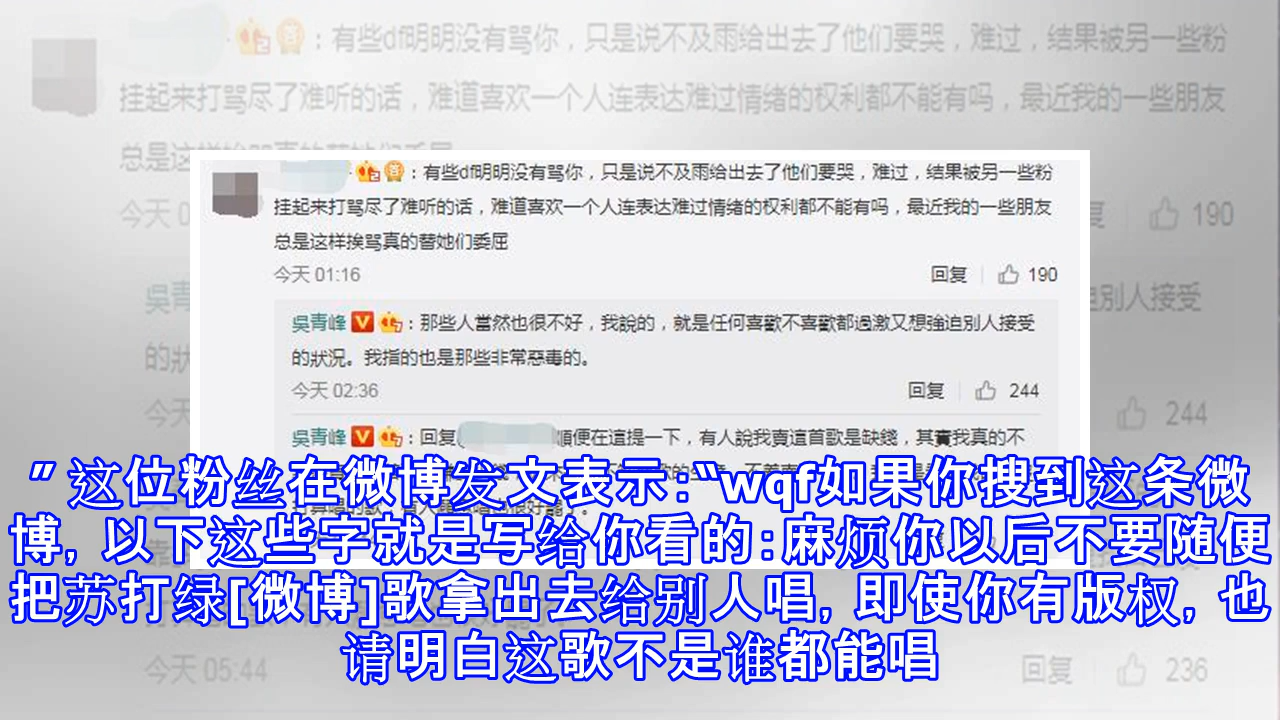 ：有些df明明没有骂你，只是说不及雨给出去了他们要哭，难过，结果被另一些粉
挂起来打骂尽了难听的话，难道喜欢一个人连表达难过情绪的权利都不能有吗，最近我的一些朋友
总是这样挨骂真的替她们委屈
今天 01:16
回复 190
吳青峰：那些人當然也很不好，我說的，就是任何喜歡不喜歡都過激又想強迫別人接受
的狀況。我指的也是那些非常惡毒的。
今天 02:36
回复 244
吳青峰：回复 順便在這提一下，有人說我賣這首歌是缺錢，其實我真的不
”这位粉丝在微博发文表示：“wqf如果你搜到这条微
博，以下这些字就是写给你看的：麻烦你以后不要随便
把苏打绿[微博]歌拿出去给别人唱，即使你有版权，也
请明白这歌不是谁都能唱
今天 05:44
回复 236